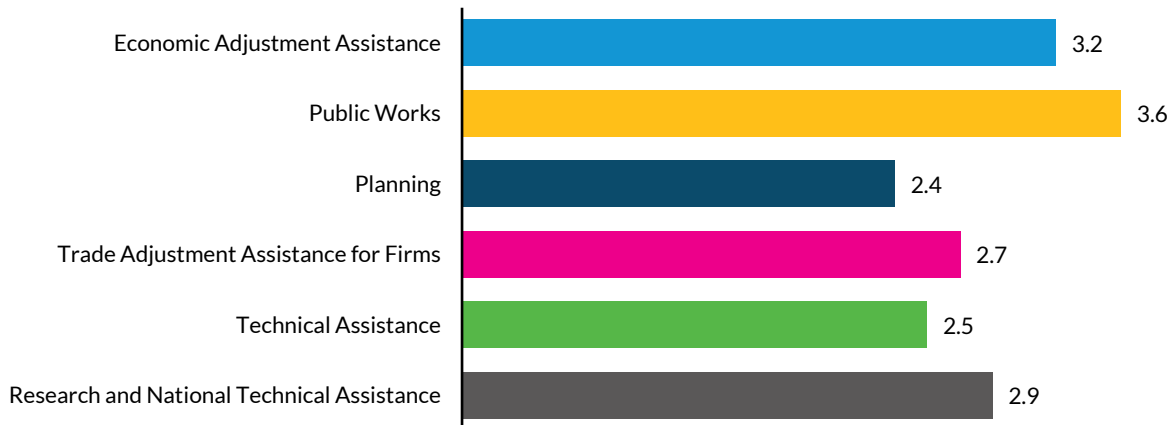 Economic Adjustment Assistance 3.2
Public Works 3.6
Planning 2.4
Trade Adjustment Assistance for Firms 2.7
Technical Assistance 2.5
Research and National Technical Assistance 2.9